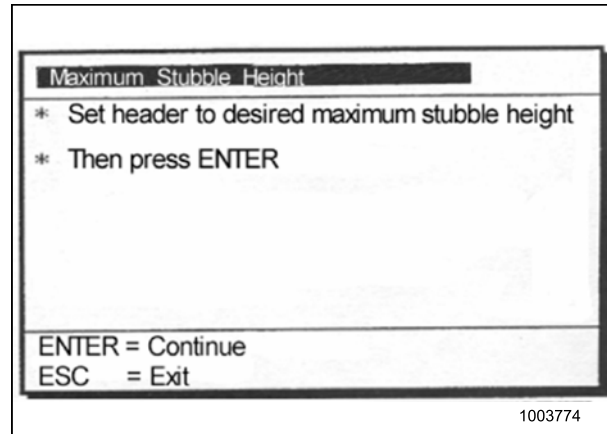 Maximum Stubble Height
* Set header to desired maximum stubble height
* Then press ENTER
ENTER = Continue
ESC = Exit
1003774